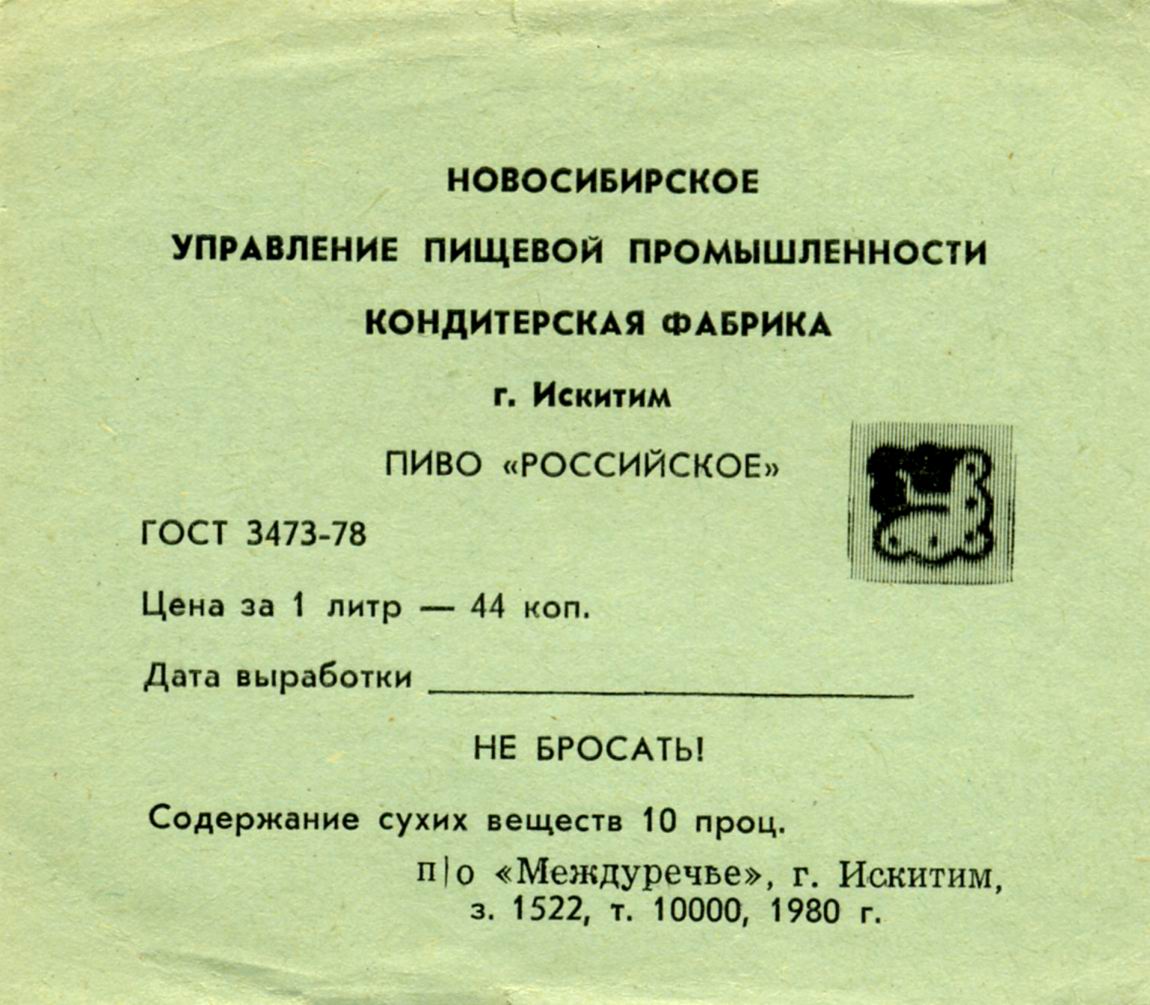 НОВОСИБИРСКОЕ
УПРАВЛЕНИЕ ПИЩЕВОЙ ПРОМЫШЛЕННОСТИ
КОНДИТЕРСКАЯ ФАБРИКА
г. Искитим
ПИВО «РОССИЙСКОЕ»
ГОСТ 3473-78
Цена за 1 литр — 44 коп.
Дата выработки
НЕ БРОСАТЬ!
Содержание сухих веществ 10 проц.
п|о «Междуречье», г. Искитим,
з. 1522, т. 10000, 1980 г.